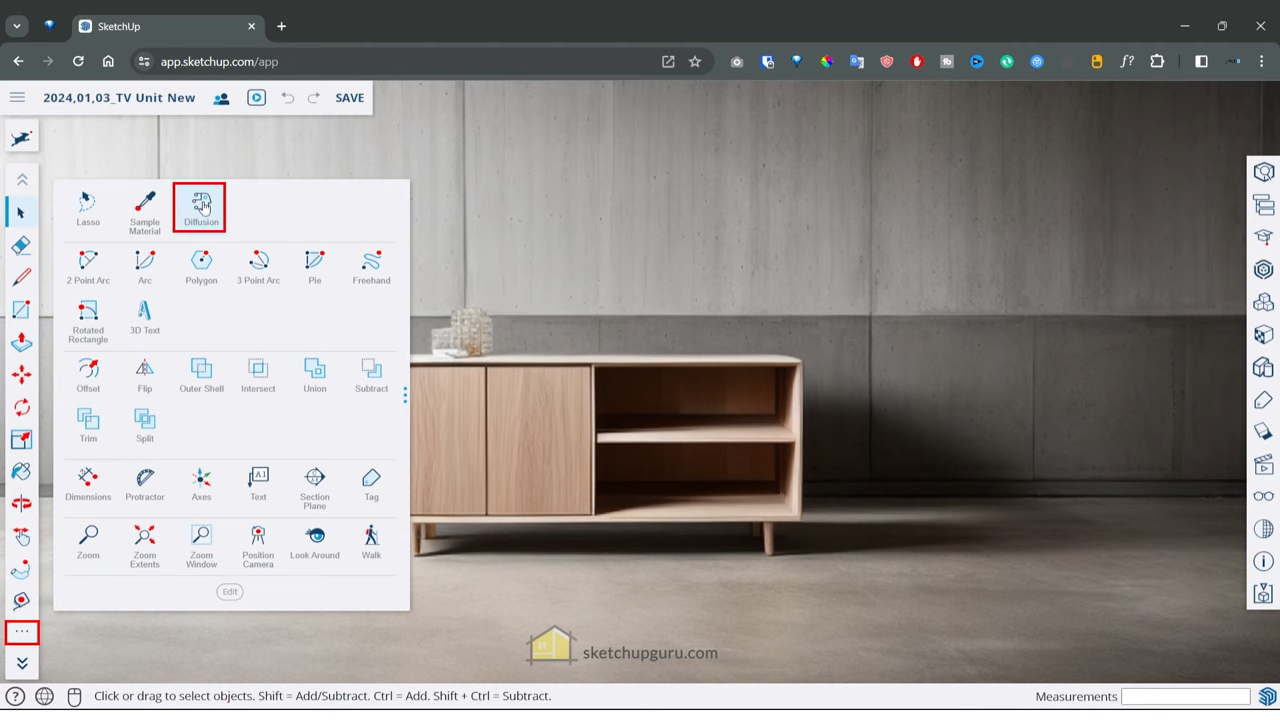 SketchUp
app.sketchup.com/app
2024,01,03_TV Unit New
SAVE
Lasso
Sample Material
Diffusion
2 Point Arc
Arc
Polygon
3 Point Arc
Pie
Freehand
Rotated Rectangle
3D Text
Offset
Flip
Outer Shell
Intersect
Union
Subtract
Trim
Split
Dimensions
Protractor
Axes
A1
Text
Section Plane
Tag
Zoom
Zoom Extents
Zoom Window
Position Camera
Look Around
Walk
Edit
sketchupguru.com
Click or drag to select objects. Shift = Add/Subtract. Ctrl = Add. Shift + Ctrl = Subtract.
Measurements